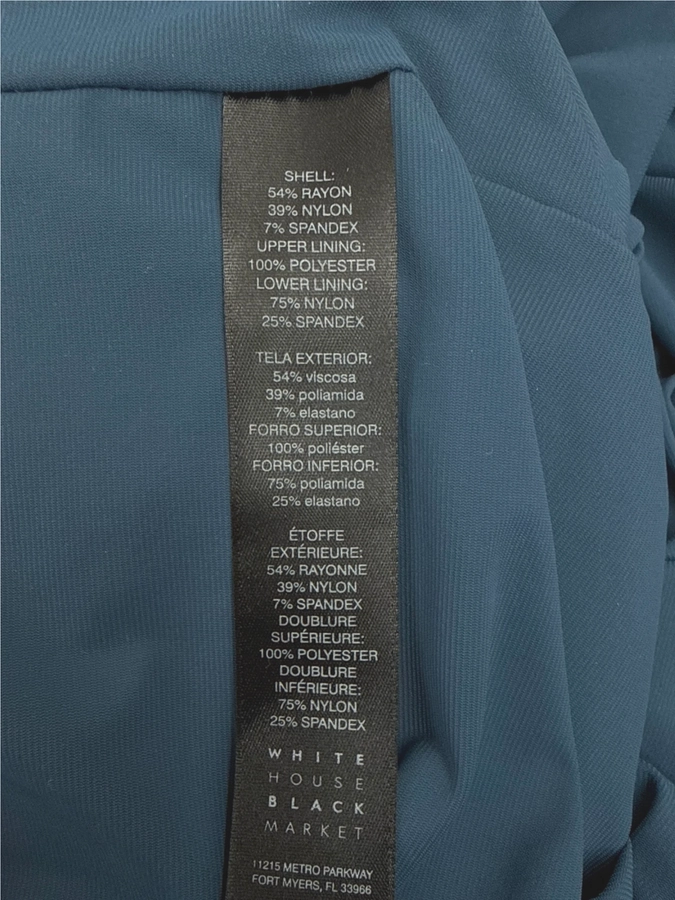 SHELL:
54% RAYON
39% NYLON
7% SPANDEX
UPPER LINING:
100% POLYESTER
LOWER LINING:
75% NYLON
25% SPANDEX
TELA EXTERIOR:
54% viscosa
39% poliamida
7% elastano
FORRO SUPERIOR:
100% poliéster
FORRO INFERIOR:
75% poliamida
25% elastano
ÉTOFFE
EXTÉRIEURE:
54% RAYONNE
39% NYLON
7% SPANDEX
DOUBLURE
SUPÉRIEURE:
100% POLYESTER
DOUBLURE
INFÉRIEURE:
75% NYLON
25% SPANDEX
WHITE
HOUSE
BLACK
MARKET
11215 METRO PARKWAY
FORT MYERS, FL 33966